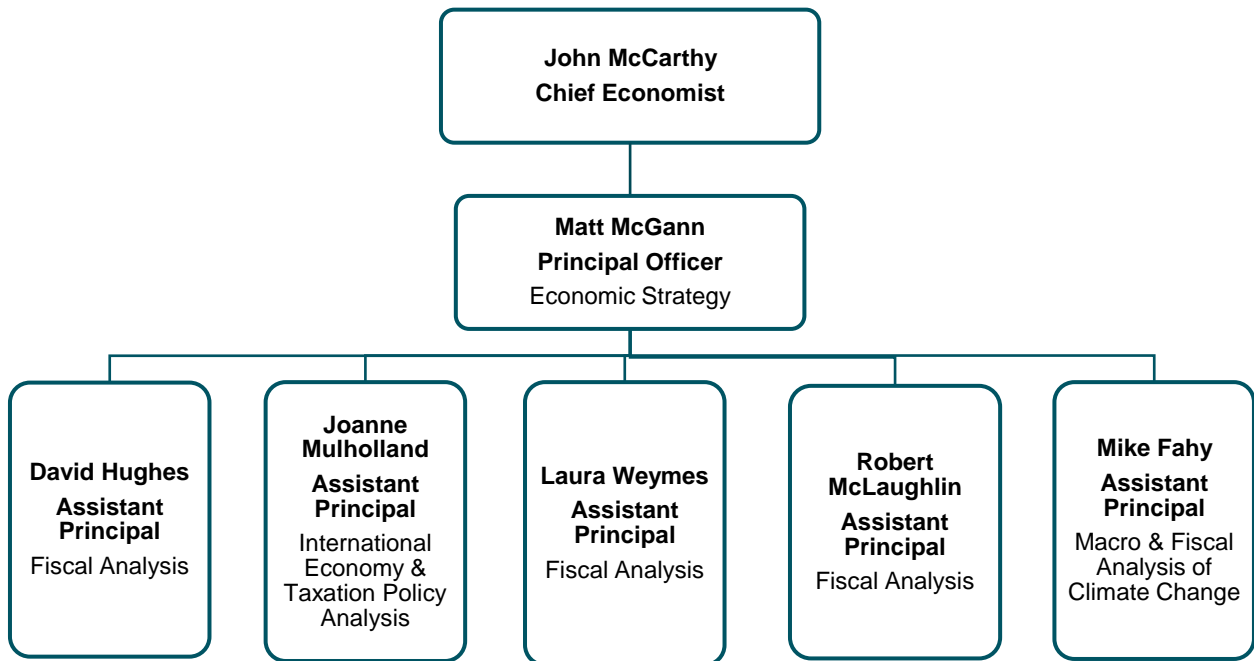 John McCarthy
Chief Economist
Matt McGann
Principal Officer
Economic Strategy
David Hughes
Assistant
Principal
Fiscal Analysis
Joanne
Mulholland
Assistant
Principal
International
Economy &
Taxation Policy
Analysis
Laura Weymes
Assistant
Principal
Fiscal Analysis
Robert
McLaughlin
Assistant
Principal
Fiscal Analysis
Mike Fahy
Assistant
Principal
Macro & Fiscal
Analysis of
Climate Change